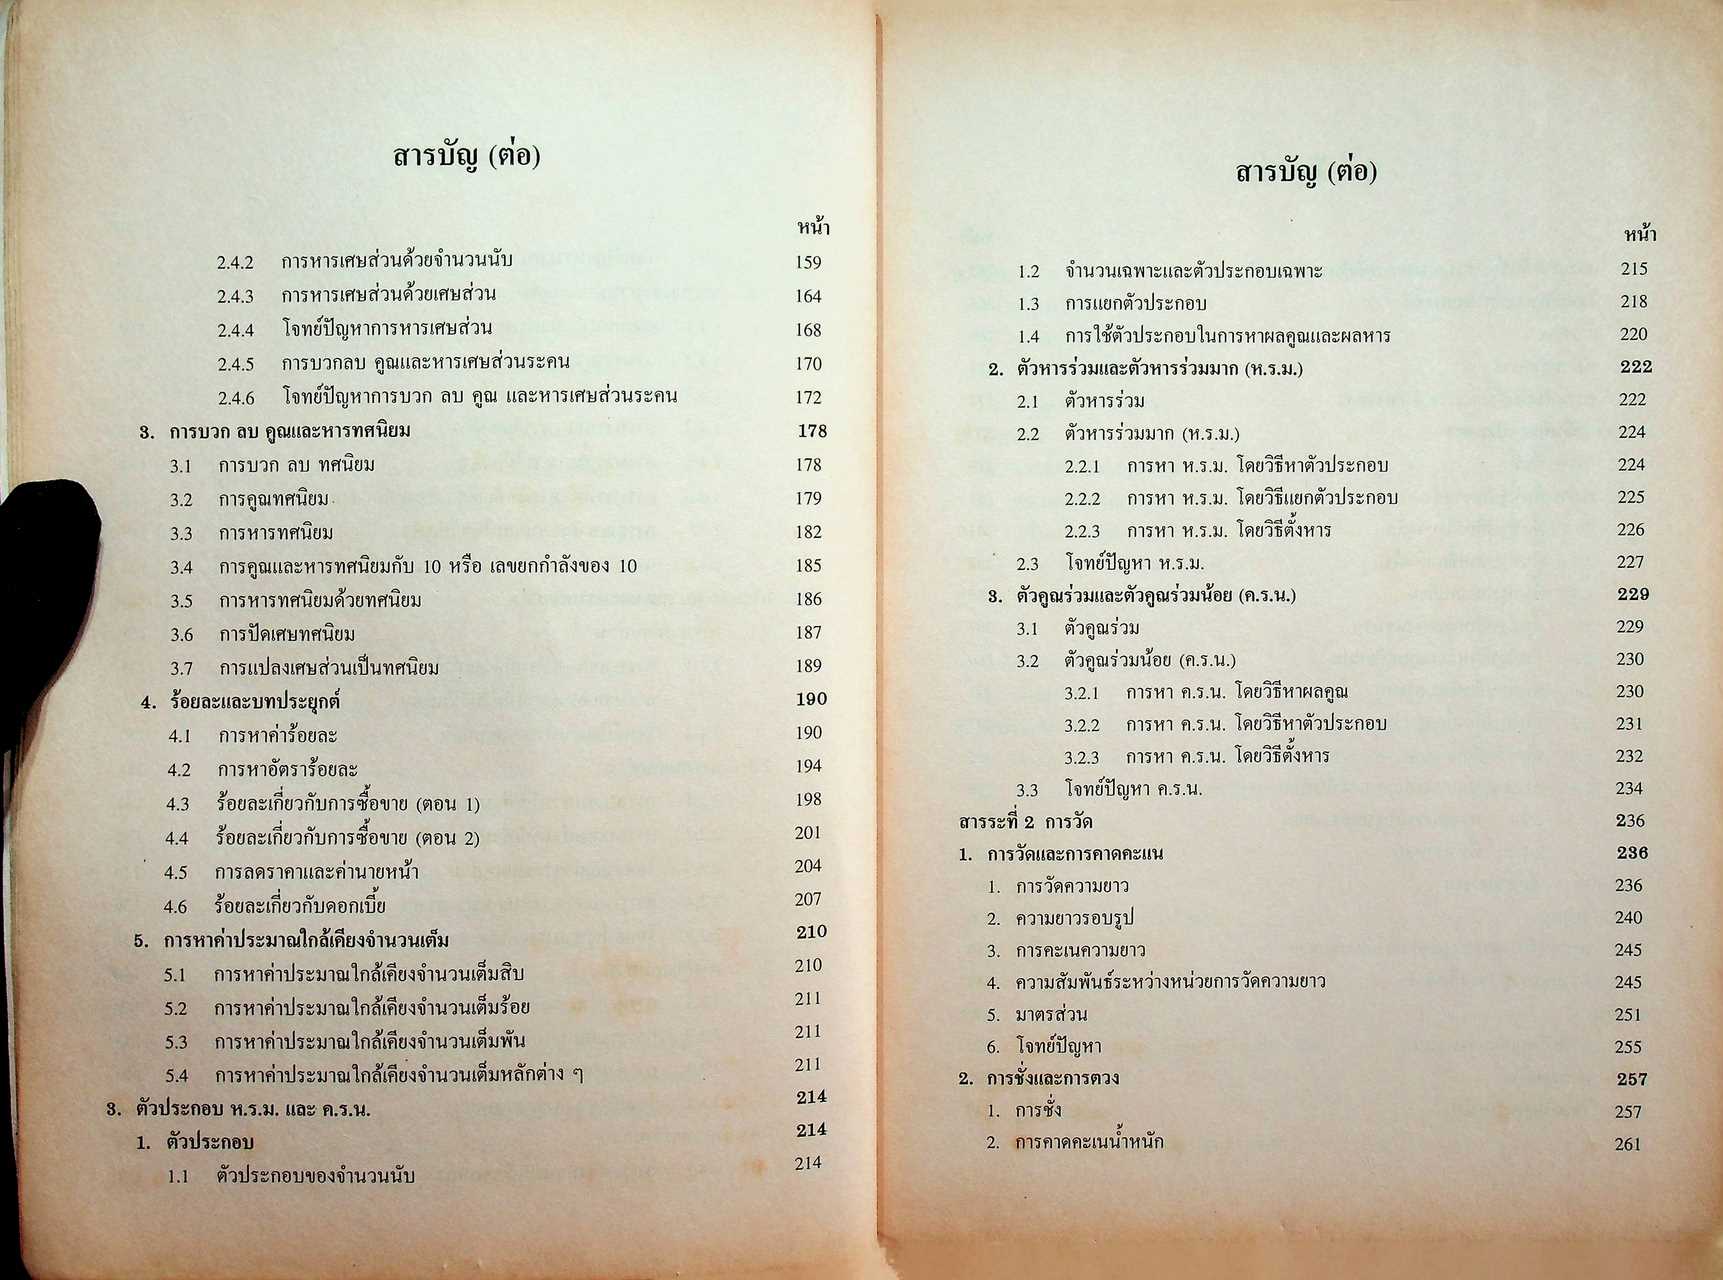 สารบัญ (ต่อ)
หน้า
2.4.2 การหารเศษส่วนด้วยจำนวนนับ 159
2.4.3 การหารเศษส่วนด้วยเศษส่วน 164
2.4.4 โจทย์ปัญหาการหารเศษส่วน 168
2.4.5 การบวกลบ คูณและหารเศษส่วนระคน 170
2.4.6 โจทย์ปัญหาการบวก ลบ คูณ และหารเศษส่วนระคน 172
3. การบวก ลบ คูณและหารทศนิยม 178
3.1 การบวก ลบ ทศนิยม 178
3.2 การคูณทศนิยม 179
3.3 การหารทศนิยม 182
3.4 การคูณและหารทศนิยมกับ 10 หรือ เลขยกกำลังของ 10 185
3.5 การหารทศนิยมด้วยทศนิยม 186
3.6 การปัดเศษทศนิยม 187
3.7 การแปลงเศษส่วนเป็นทศนิยม 189
4. ร้อยละและบทประยุกต์ 190
4.1 การหาค่าร้อยละ 190
4.2 การหาอัตราร้อยละ 194
4.3 ร้อยละเกี่ยวกับการซื้อขาย (ตอน 1) 198
4.4 ร้อยละเกี่ยวกับการซื้อขาย (ตอน 2) 201
4.5 การลดราคาและค่านายหน้า 204
4.6 ร้อยละเกี่ยวกับดอกเบี้ย 207
5. การหาค่าประมาณใกล้เคียงจำนวนเต็ม 210
5.1 การหาค่าประมาณใกล้เคียงจำนวนเต็มสิบ 210
5.2 การหาค่าประมาณใกล้เคียงจำนวนเต็มร้อย 211
5.3 การหาค่าประมาณใกล้เคียงจำนวนเต็มพัน 211
5.4 การหาค่าประมาณใกล้เคียงจำนวนเต็มหลักต่าง ๆ 211
3. ตัวประกอบ ห.ร.ม. และ ค.ร.น. 214
1. ตัวประกอบ 214
1.1 ตัวประกอบของจำนวนนับ 214
สารบัญ (ต่อ)
หน้า
1.2 จำนวนเฉพาะและตัวประกอบเฉพาะ 215
1.3 การแยกตัวประกอบ 218
1.4 การใช้ตัวประกอบในการหาผลคูณและผลหาร 220
2. ตัวหารร่วมและตัวหารร่วมมาก (ห.ร.ม.) 222
2.1 ตัวหารร่วม 222
2.2 ตัวหารร่วมมาก (ห.ร.ม.) 224
2.2.1 การหา ห.ร.ม. โดยวิธีหาตัวประกอบ 224
2.2.2 การหา ห.ร.ม. โดยวิธีแยกตัวประกอบ 225
2.2.3 การหา ห.ร.ม. โดยวิธีตั้งหาร 226
2.3 โจทย์ปัญหา ห.ร.ม. 227
3. ตัวคูณร่วมและตัวคูณร่วมน้อย (ค.ร.น.) 229
3.1 ตัวคูณร่วม 229
3.2 ตัวคูณร่วมน้อย (ค.ร.น.) 230
3.2.1 การหา ค.ร.น. โดยวิธีหาผลคูณ 230
3.2.2 การหา ค.ร.น. โดยวิธีหาตัวประกอบ 231
3.2.3 การหา ค.ร.น. โดยวิธีตั้งหาร 232
3.3 โจทย์ปัญหา ค.ร.น. 234
สารระที่ 2 การวัด 236
1. การวัดและการคาดคะแน 236
1. การวัดความยาว 236
2. ความยาวรอบรูป 240
3. การคะเนความยาว 245
4. ความสัมพันธ์ระหว่างหน่วยการวัดความยาว 245
5. มาตรส่วน 251
6. โจทย์ปัญหา 255
2. การชั่งและการตวง 257
1. การชั่ง 257
2. การคาดคะเนน้ำหนัก 261